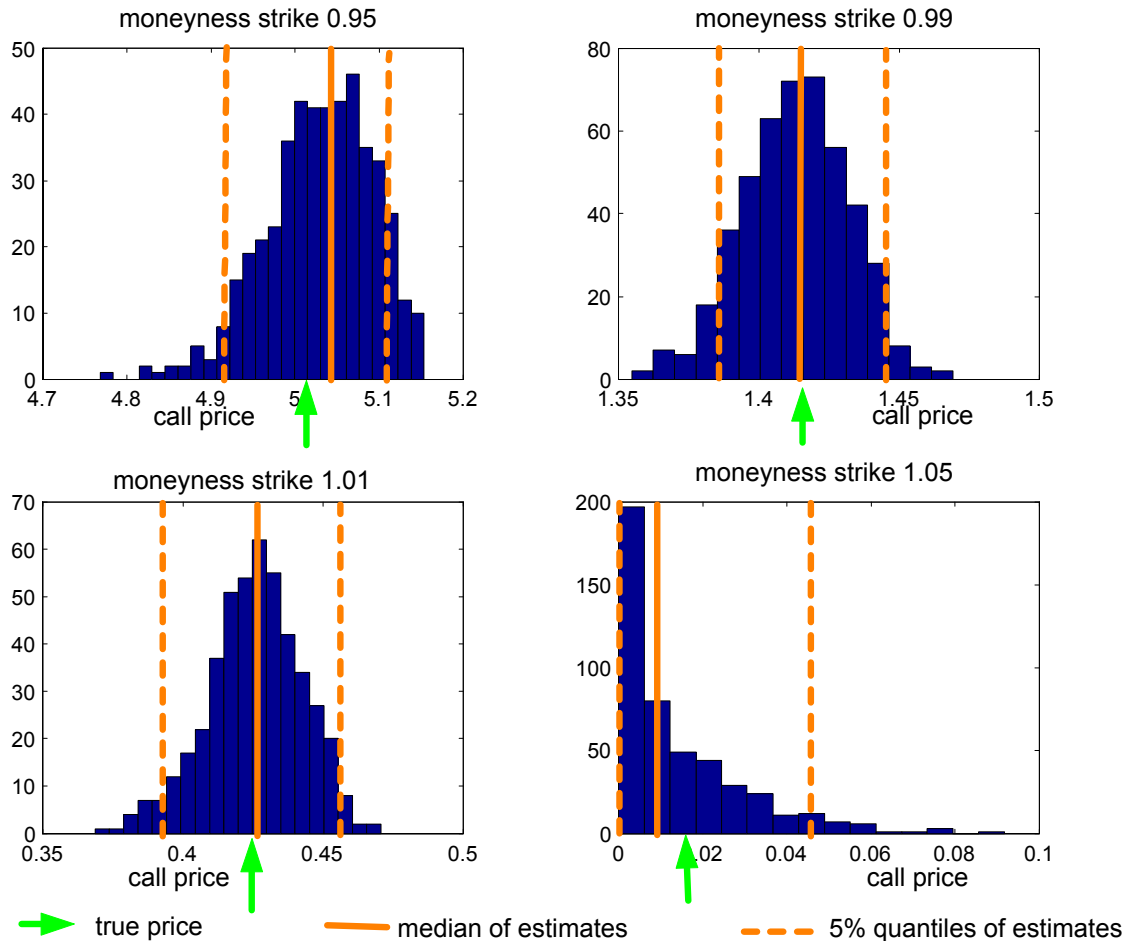 moneyness strike 0.95
50
40
30
20
10
0
4.7 4.8 4.9 5 5.1 5.2
call price
moneyness strike 0.99
80
60
40
20
0
1.35 1.4 1.45 1.5
call price
moneyness strike 1.01
70
60
50
40
30
20
10
0
0.35 0.4 0.45 0.5
call price
moneyness strike 1.05
200
150
100
50
0
0 0.02 0.04 0.06 0.08 0.1
call price
true price
median of estimates
5% quantiles of estimates